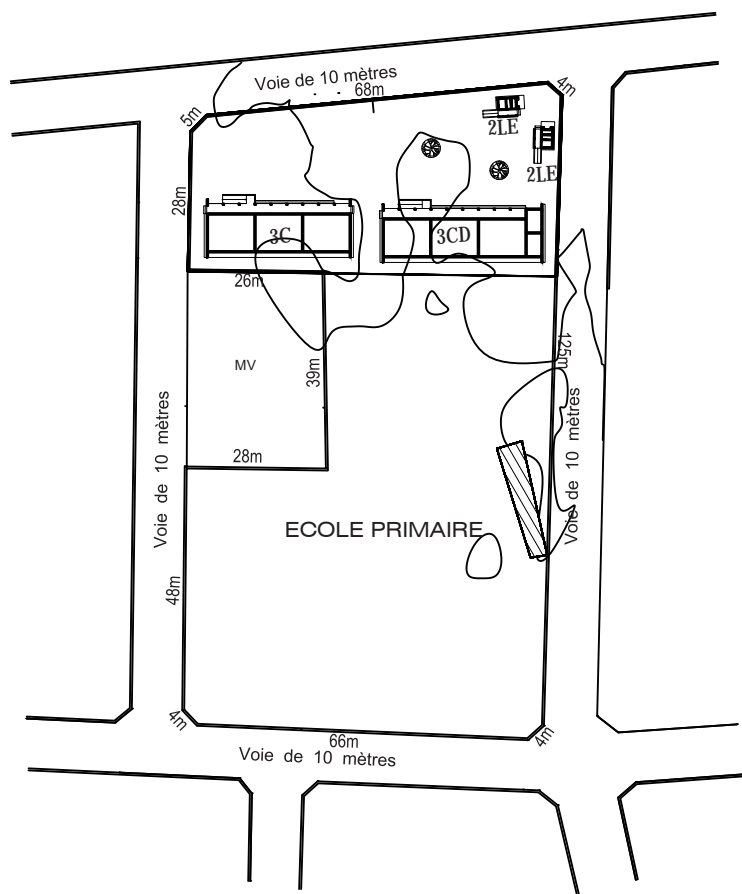 Voie de 10 mètres
68m
4m
5m
2LE
2LE
28m
3C
3CD
26m
MV
39m
125m
28m
Voie de 10 mètres
Voie de 10 mètres
ECOLE PRIMAIRE
48m
4m
66m
4m
Voie de 10 mètres